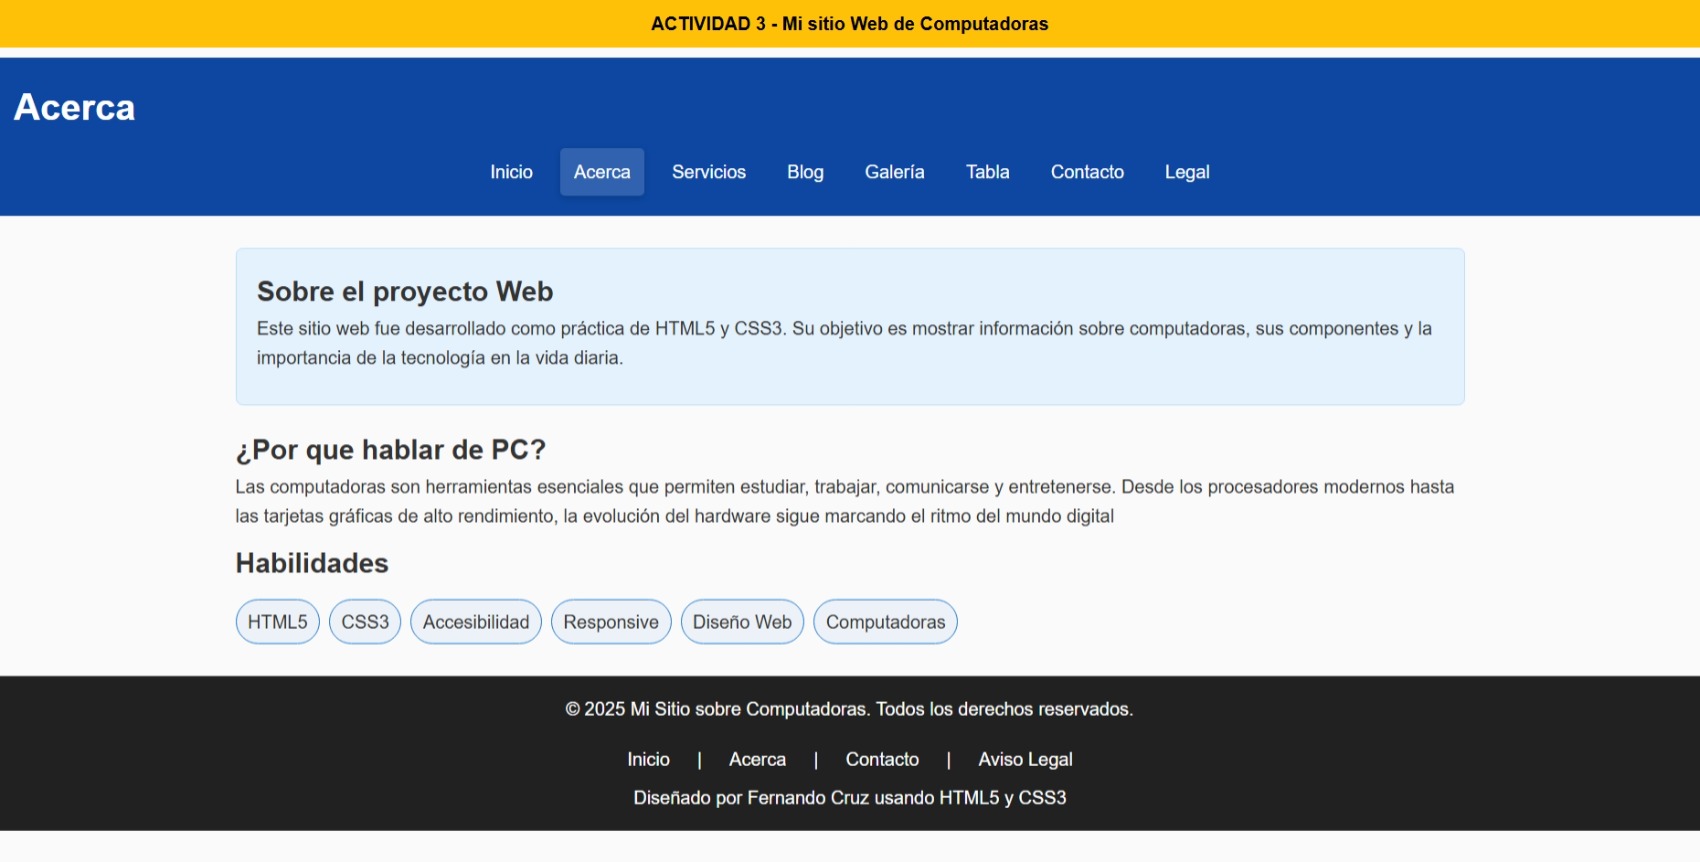 ACTIVIDAD 3 - Mi sitio Web de Computadoras
Acerca
Inicio Acerca Servicios Blog Galería Tabla Contacto Legal
Sobre el proyecto Web
Este sitio web fue desarrollado como práctica de HTML5 y CSS3. Su objetivo es mostrar información sobre computadoras, sus componentes y la
importancia de la tecnología en la vida diaria.
¿Por que hablar de PC?
Las computadoras son herramientas esenciales que permiten estudiar, trabajar, comunicarse y entretenerse. Desde los procesadores modernos hasta
las tarjetas gráficas de alto rendimiento, la evolución del hardware sigue marcando el ritmo del mundo digital
Habilidades
HTML5 CSS3 Accesibilidad Responsive Diseño Web Computadoras
© 2025 Mi Sitio sobre Computadoras. Todos los derechos reservados.
Inicio | Acerca | Contacto | Aviso Legal
Diseñado por Fernando Cruz usando HTML5 y CSS3